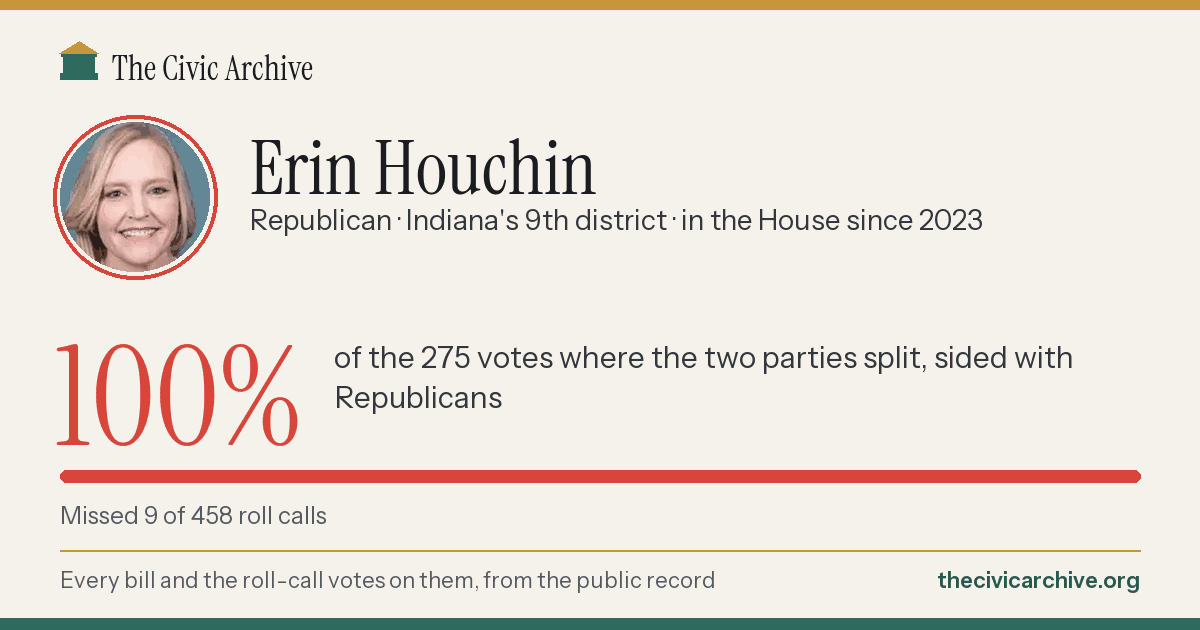 The Civic Archive
Erin Houchin
Republican · Indiana's 9th district · in the House since 2023
100%
of the 275 votes where the two parties split, sided with
Republicans
Missed 9 of 458 roll calls
Every bill and the roll-call votes on them, from the public record
thecivicarchive.org